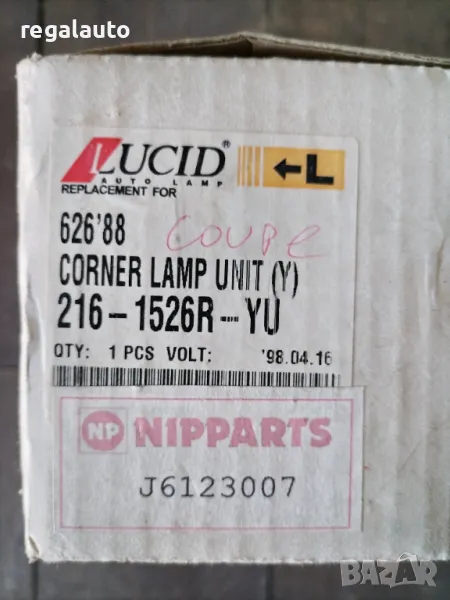 regalauto
LUCID®
AUTO LAMP
←L
REPLACEMENT FOR
626'88 coupe
CORNER LAMP UNIT (Y)
216-1526R-YU
QTY: 1 PCS VOLT: '98.04.16
NP NIPPARTS
J6123007
BAZAR